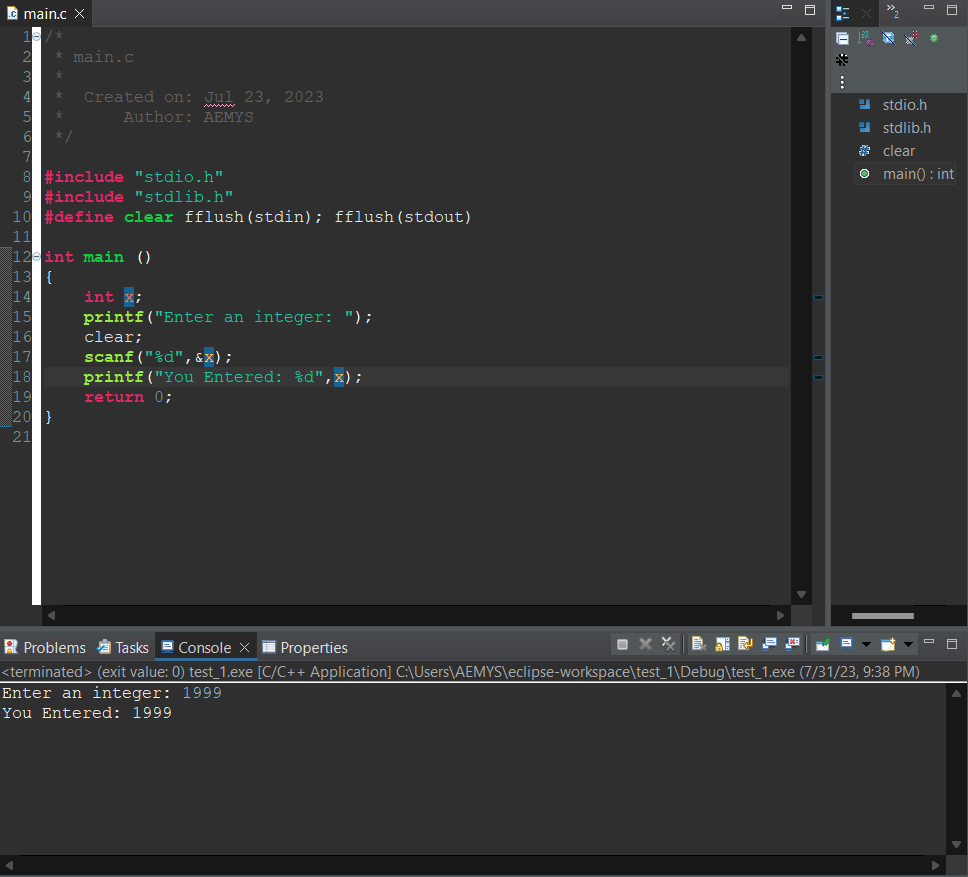 main.c
2
1 /*
2 * main.c
3 *
4 * Created on: Jul 23, 2023
5 * Author: AEMYS
6 */
7
8 #include "stdio.h"
9 #include "stdlib.h"
10 #define clear fflush(stdin); fflush(stdout)
11
12 int main ()
13 {
14 int x;
15 printf("Enter an integer: ");
16 clear;
17 scanf("%d",&x);
18 printf("You Entered: %d",x);
19 return 0;
20 }
21
stdio.h
stdlib.h
clear
main() : int
Problems Tasks Console Properties
<terminated> (exit value: 0) test_1.exe [C/C++ Application] C:\Users\AEMYS\eclipse-workspace\test_1\Debug\test_1.exe (7/31/23, 9:38 PM)
Enter an integer: 1999
You Entered: 1999